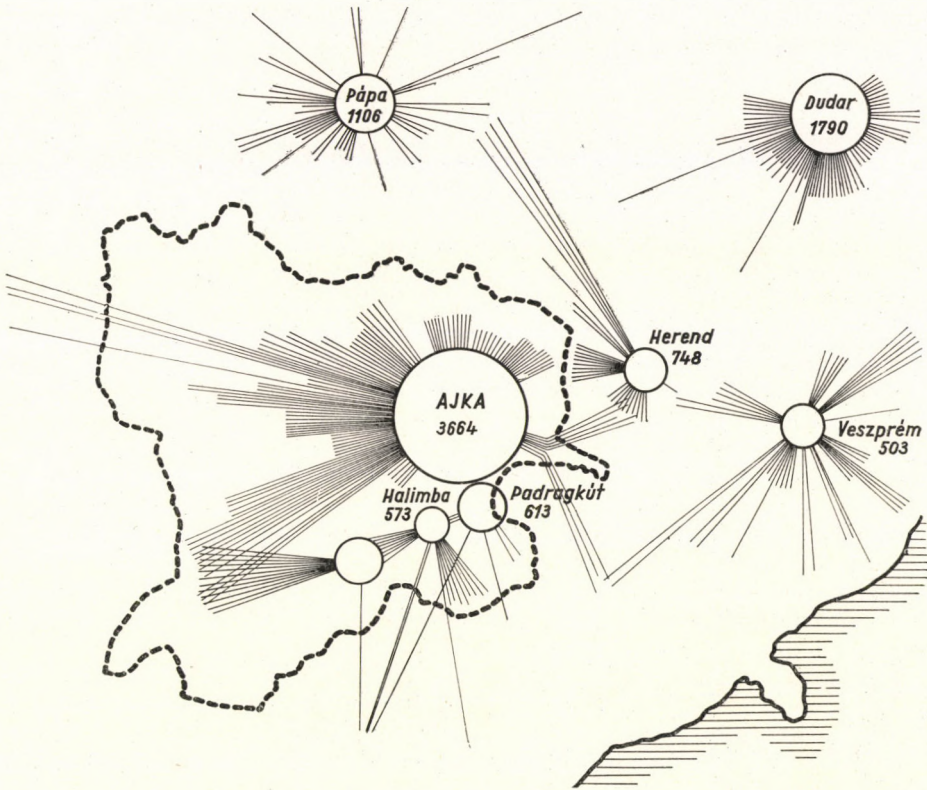 Pápa
1106
Dudar
1790
Herend
748
AJKA
3664
Veszprém
503
Halimba
573
Padragkút
613